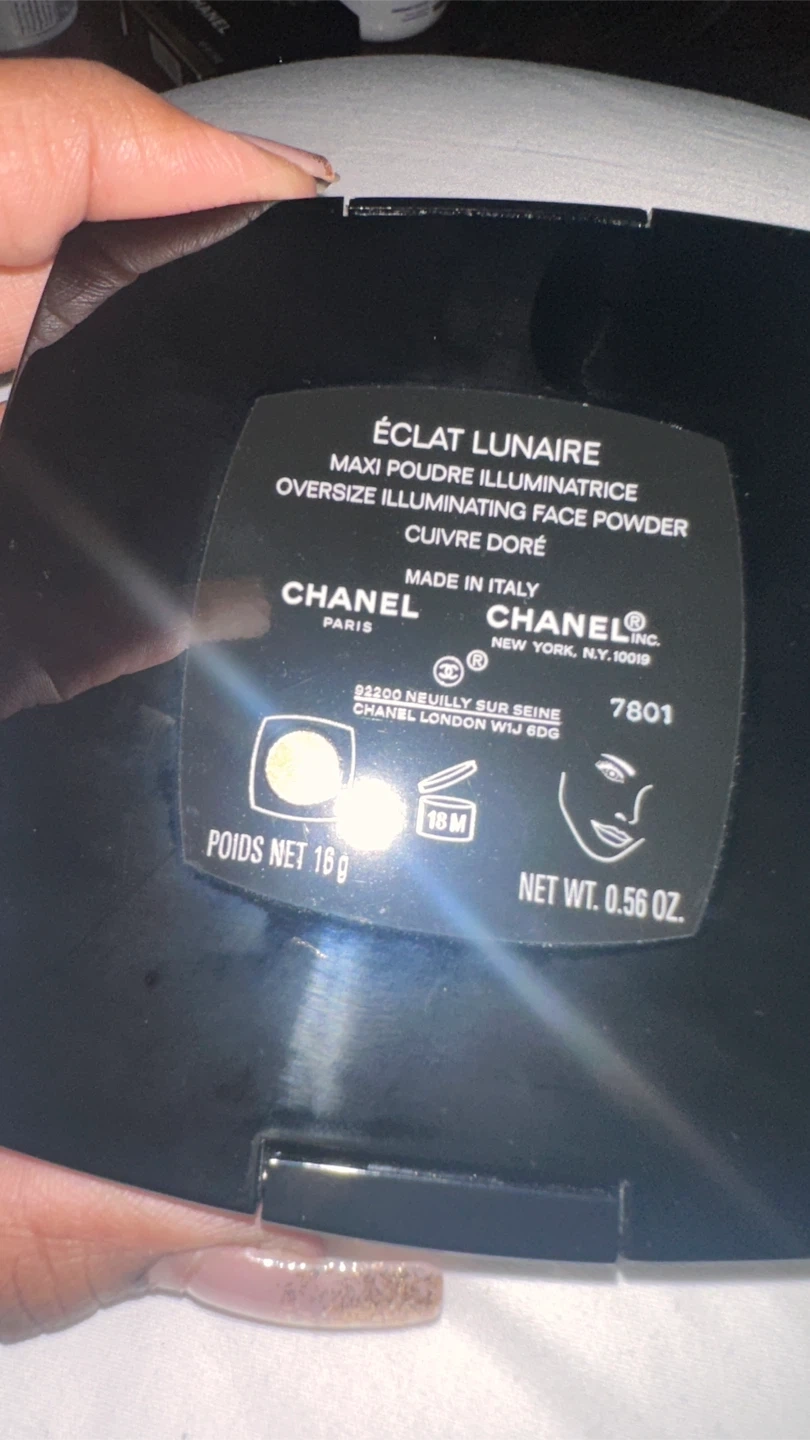 CHANEL
ÉCLAT LUNAIRE
MAXI POUDRE ILLUMINATRICE
OVERSIZE ILLUMINATING FACE POWDER
CUIVRE DORÉ
MADE IN ITALY
CHANEL
PARIS
CHANEL® INC.
NEW YORK, N.Y. 10019
®
92200 NEUILLY SUR SEINE
CHANEL LONDON W1J 6DG
7801
18 M
POIDS NET 16 g
NET WT. 0.56 OZ.